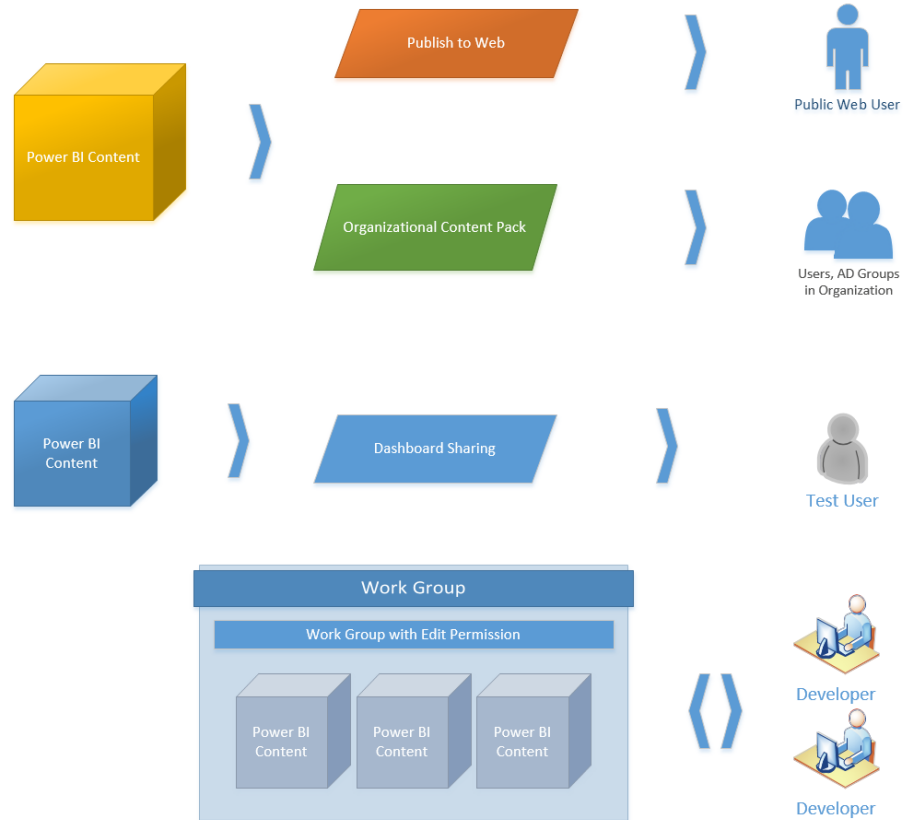 Publish to Web
Public Web User
Power BI Content
Organizational Content Pack
Users, AD Groups
in Organization
Power BI
Content
Dashboard Sharing
Test User
Work Group
Work Group with Edit Permission
Power BI
Content
Power BI
Content
Power BI
Content
Developer
Developer